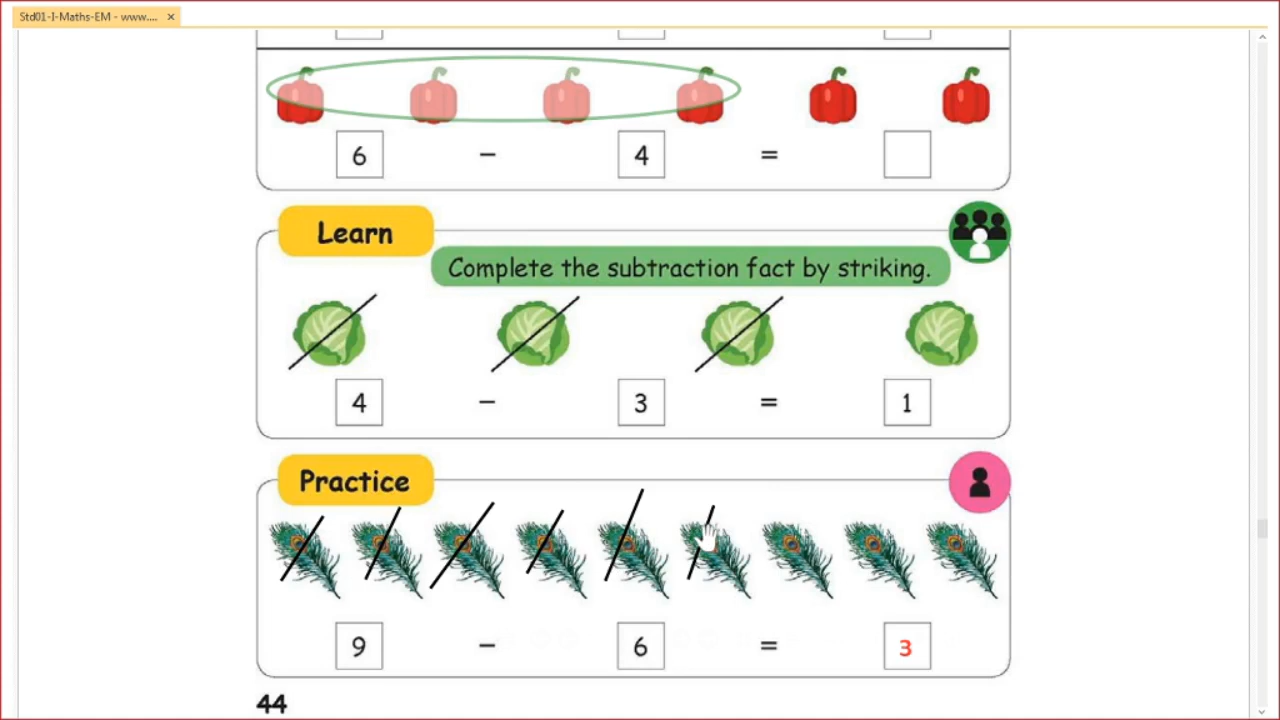 Std01-I-Maths-EM - www....
6 – 4 =
Learn
Complete the subtraction fact by striking.
4 – 3 = 1
Practice
9 – 6 = 3
44